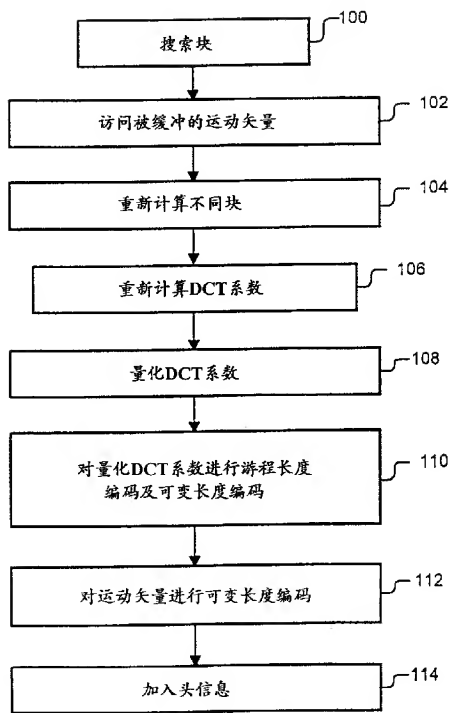 100
搜索块
102
访问被缓冲的运动矢量
104
重新计算不同块
106
重新计算DCT系数
108
量化DCT系数
110
对量化DCT系数进行游程长度
编码及可变长度编码
112
对运动矢量进行可变长度编码
114
加入头信息